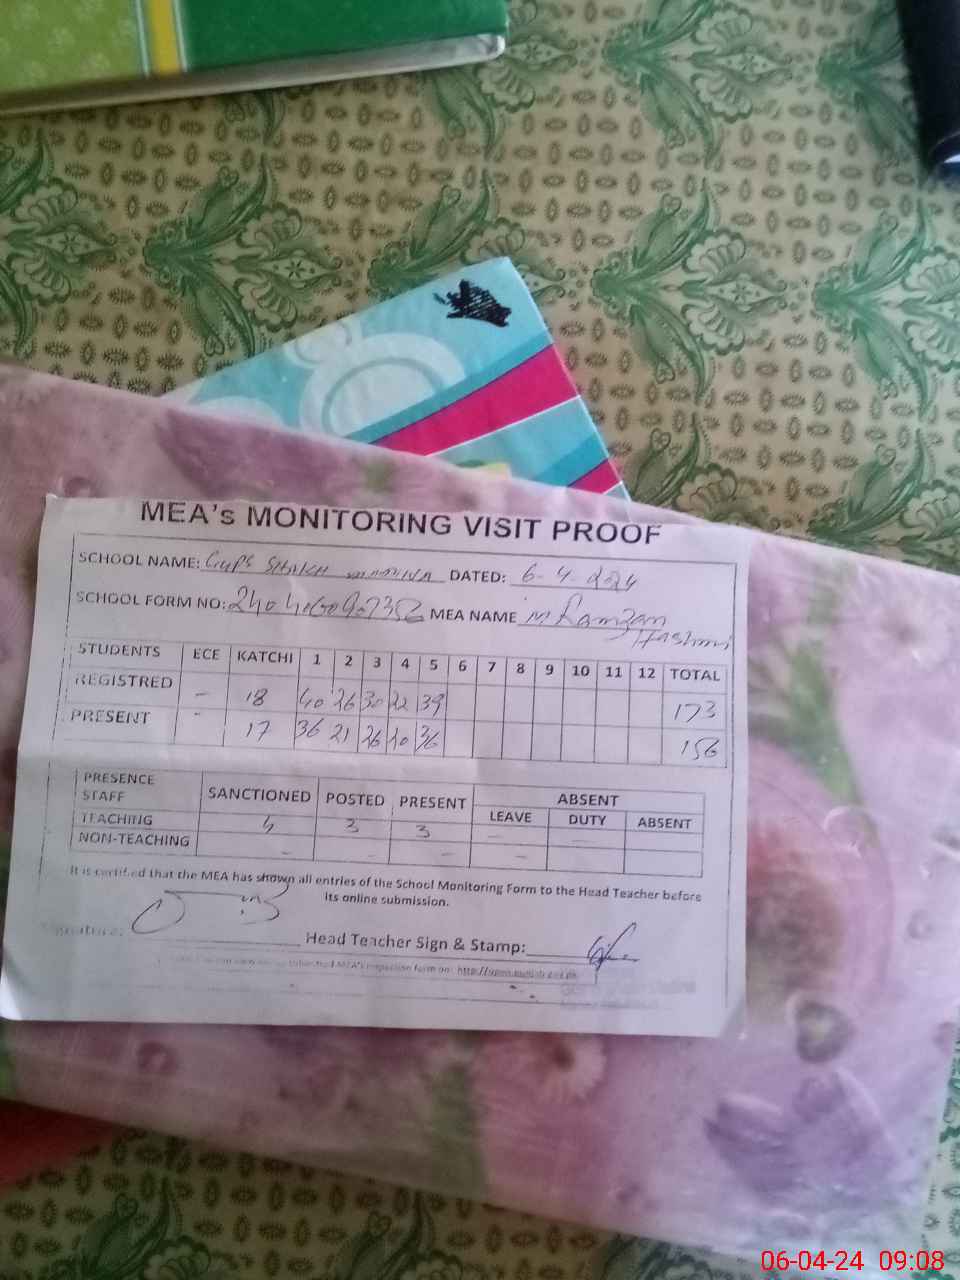 MEA's MONITORING VISIT PROOF
SCHOOL NAME: GGPS SHAIKH DATED: 6-4-2024
SCHOOL FORM NO: MEA NAME M Ramzan Hashmi
STUDENTS ECE KATCHI 1 2 3 4 5 6 7 8 9 10 11 12 TOTAL
REGISTRED - 18 40 26 30 22 39 173
PRESENT - 17 36 21 26 20 36 156
PRESENCE STAFF SANCTIONED POSTED PRESENT ABSENT
LEAVE DUTY ABSENT
TEACHING 3 3 -
NON-TEACHING - - - -
It is certified that the MEA has shown all entries of the School Monitoring Form to the Head Teacher before
its online submission.
Signature: Head Teacher Sign & Stamp:
06-04-24 09:08